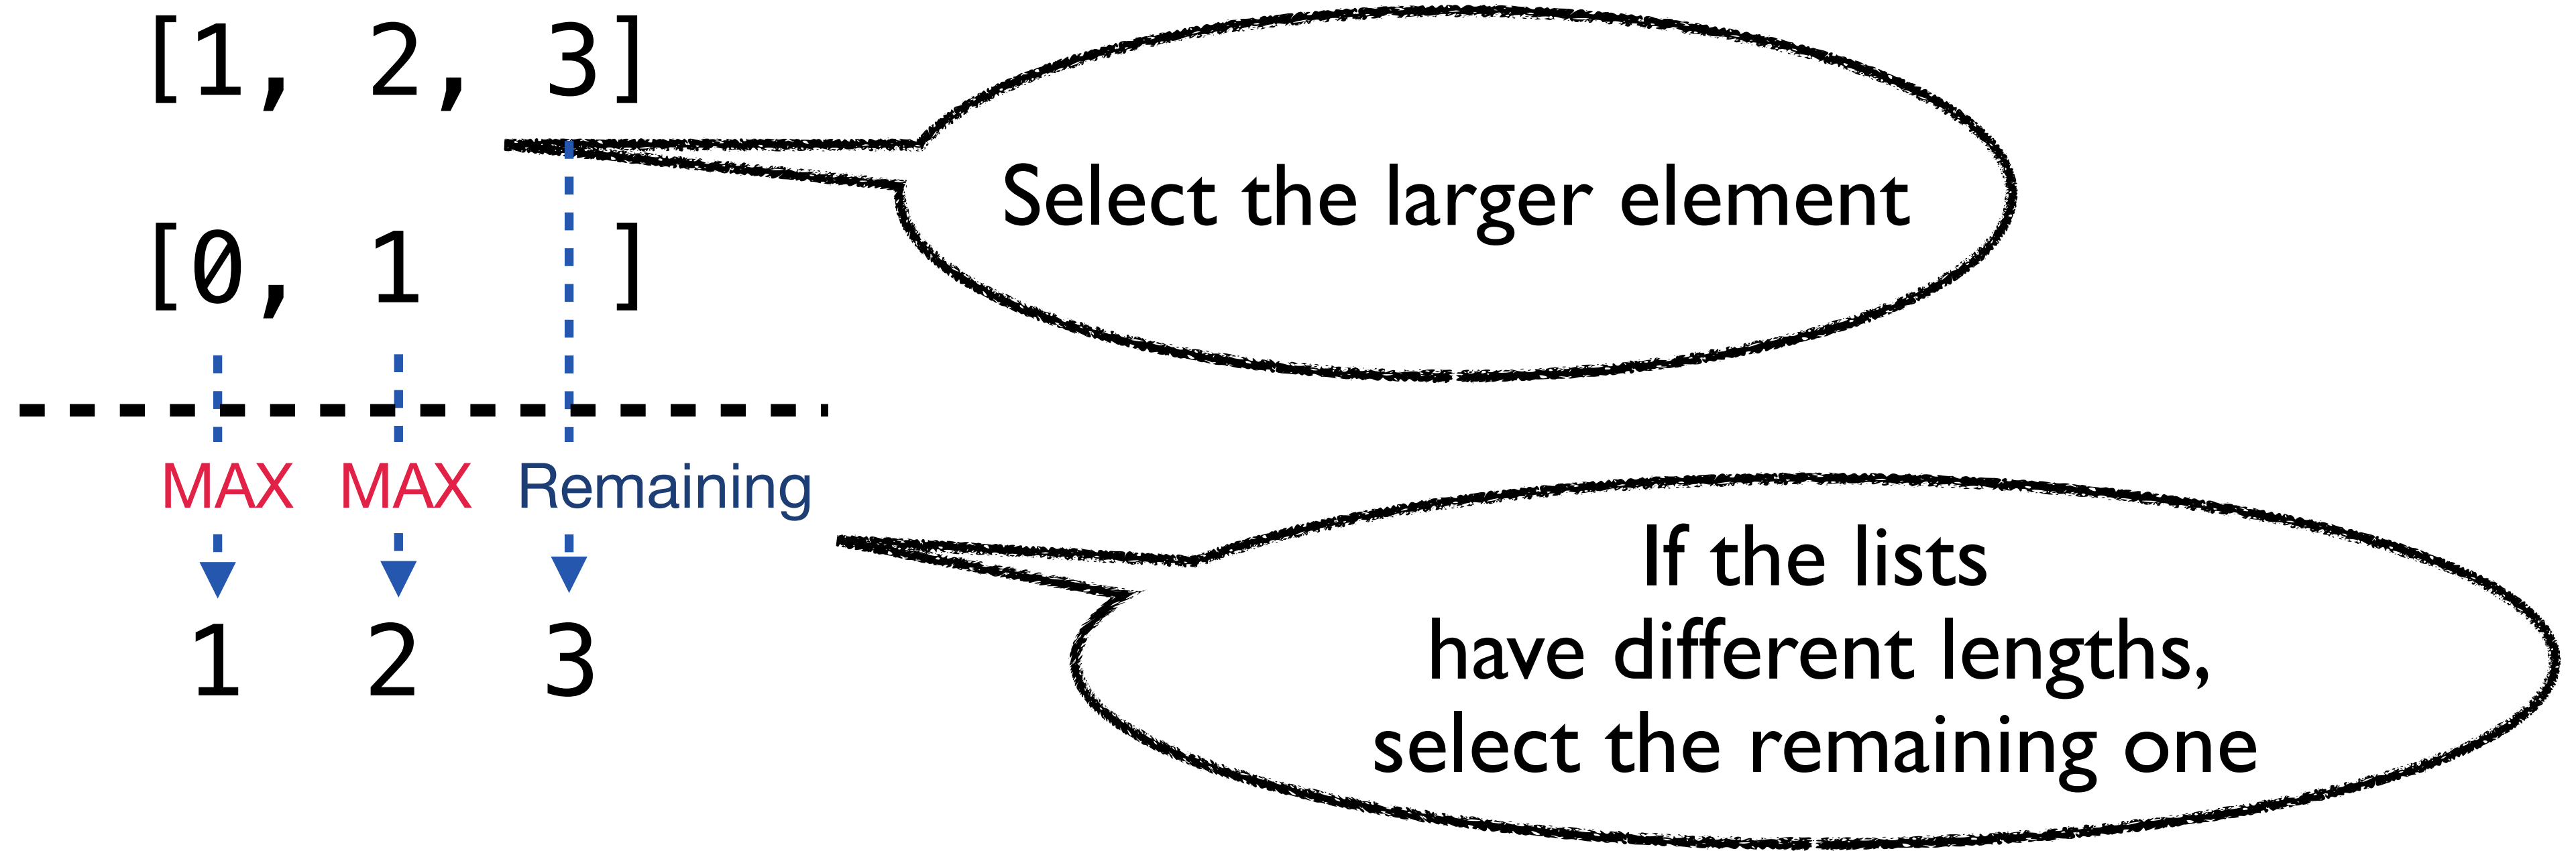 [1, 2, 3]
Select the larger element
[0, 1 ]
MAX MAX Remaining
1 2 3
If the lists
have different lengths,
select the remaining one